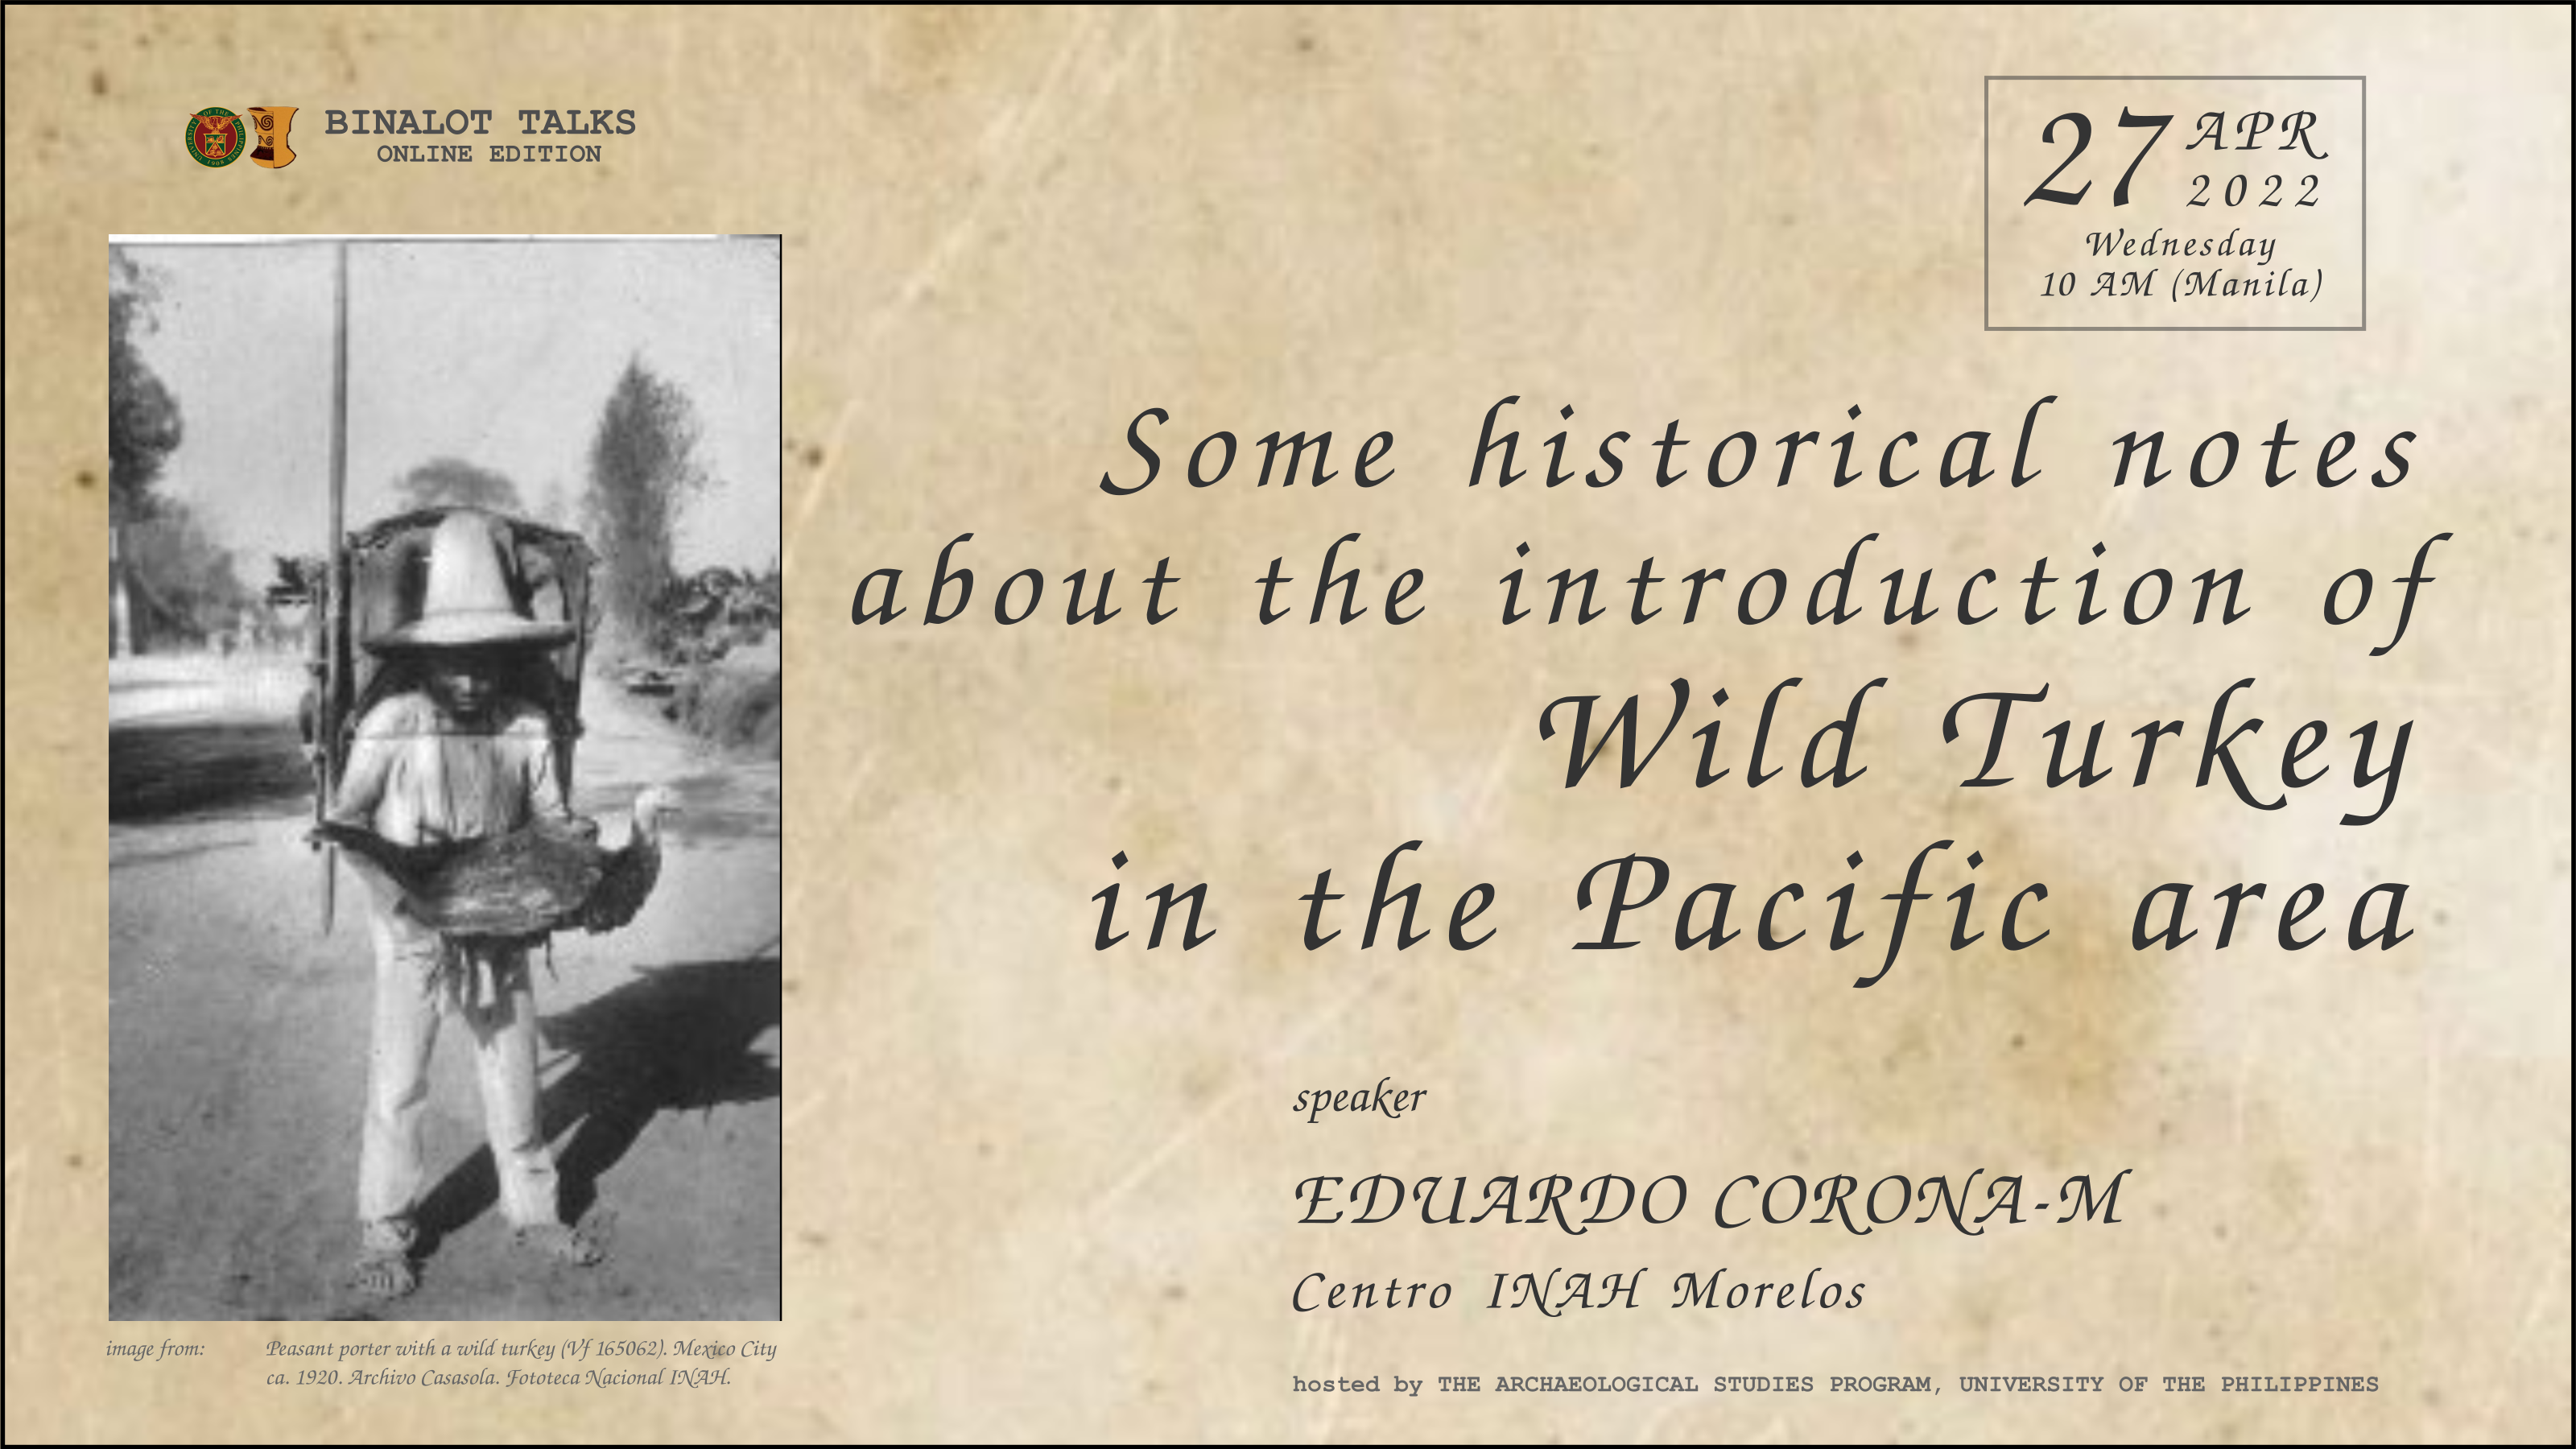 BINALOT TALKS
ONLINE EDITION
27 APR
2022
Wednesday
10 AM (Manila)
Some historical notes
about the introduction of
Wild Turkey
in the Pacific area
speaker
EDUARDO CORONA-M
Centro INAH Morelos
image from: Peasant porter with a wild turkey (Vf 165062). Mexico City
ca. 1920. Archivo Casasola. Fototeca Nacional INAH.
hosted by THE ARCHAEOLOGICAL STUDIES PROGRAM, UNIVERSITY OF THE PHILIPPINES